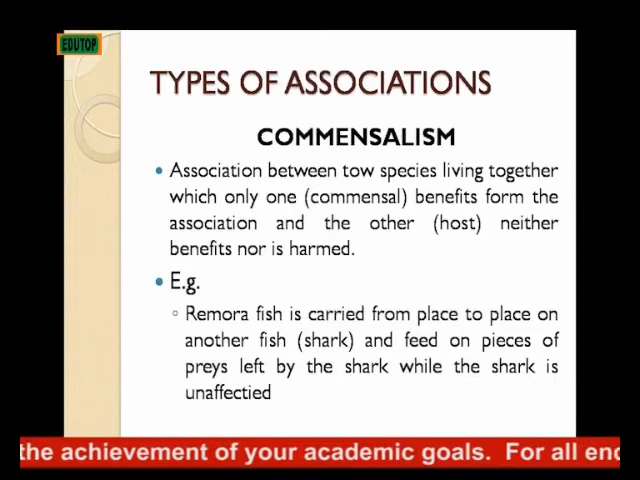 EDUTOP
TYPES OF ASSOCIATIONS
COMMENSALISM
• Association between tow species living together
which only one (commensal) benefits form the
association and the other (host) neither
benefits nor is harmed.
• E.g.
◦ Remora fish is carried from place to place on
another fish (shark) and feed on pieces of
preys left by the shark while the shark is
unaffectied
the achievement of your academic goals. For all